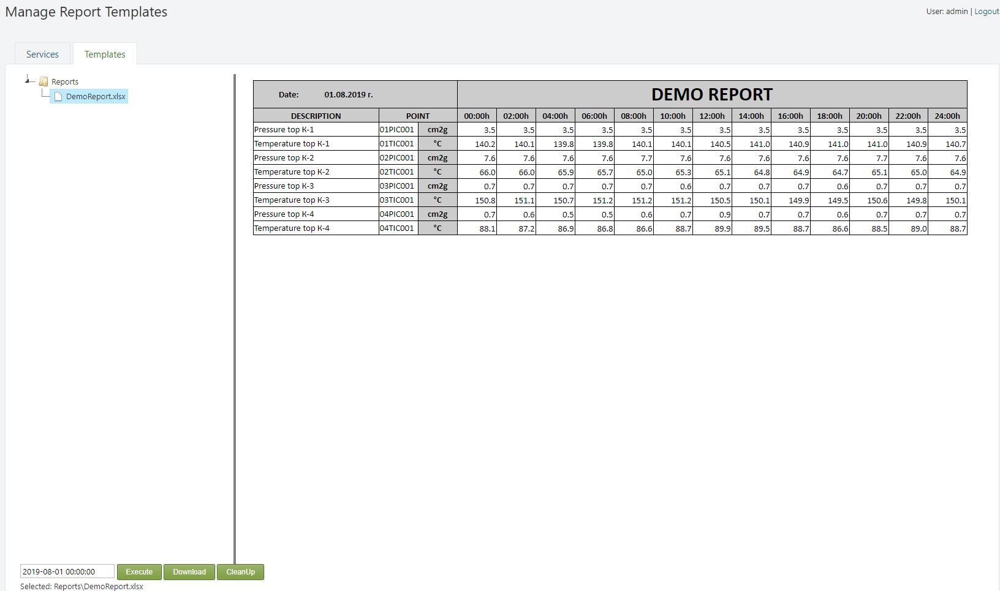 Manage Report Templates
User: admin | Logout
Services Templates
Reports
DemoReport.xlsx
Date: 01.08.2019 г. DEMO REPORT
DESCRIPTION POINT 00:00h 02:00h 04:00h 06:00h 08:00h 10:00h 12:00h 14:00h 16:00h 18:00h 20:00h 22:00h 24:00h
Pressure top K-1 01PIC001 cm2g 3.5 3.5 3.5 3.5 3.5 3.5 3.5 3.5 3.5 3.5 3.5 3.5 3.5
Temperature top K-1 01TIC001 °C 140.2 140.1 139.8 139.8 140.1 140.1 140.5 141.0 140.9 141.0 141.0 140.9 140.7
Pressure top K-2 02PIC001 cm2g 7.6 7.6 7.6 7.6 7.7 7.6 7.6 7.6 7.6 7.6 7.7 7.6 7.6
Temperature top K-2 02TIC001 °C 66.0 66.0 65.9 65.7 65.0 65.3 65.1 64.8 64.9 64.7 65.1 65.0 64.9
Pressure top K-3 03PIC001 cm2g 0.7 0.7 0.7 0.7 0.7 0.6 0.7 0.7 0.7 0.6 0.7 0.7 0.7
Temperature top K-3 03TIC001 °C 150.8 151.1 150.7 151.2 151.2 151.2 150.5 150.1 149.9 149.5 150.6 149.8 150.1
Pressure top K-4 04PIC001 cm2g 0.7 0.6 0.5 0.5 0.6 0.7 0.9 0.7 0.7 0.6 0.7 0.7 0.7
Temperature top K-4 04TIC001 °C 88.1 87.2 86.9 86.8 86.6 88.7 89.9 89.5 88.7 86.6 88.5 89.0 88.7
2019-08-01 00:00:00 Execute Download CleanUp
Selected: Reports\DemoReport.xlsx